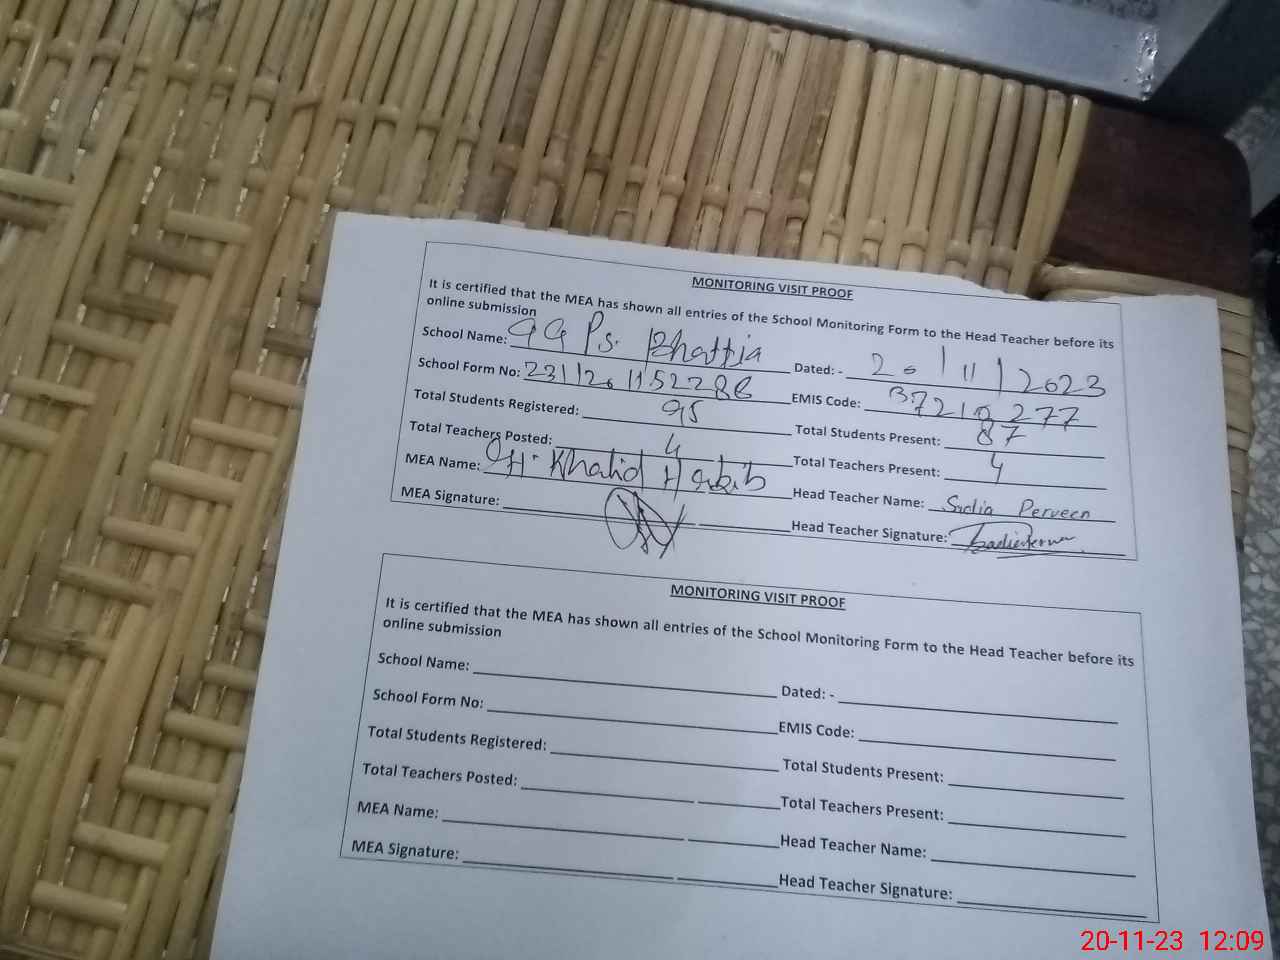 MONITORING VISIT PROOF
It is certified that the MEA has shown all entries of the School Monitoring Form to the Head Teacher before its
online submission
School Name: GGPs. Bhattia Dated: - 20/11/2023
School Form No: EMIS Code: 37210277
Total Students Registered: 95 Total Students Present: 87
Total Teachers Posted: 4 Total Teachers Present: 4
MEA Name: Khalid Habib Head Teacher Name: Sadia Perveen
MEA Signature: Head Teacher Signature:
MONITORING VISIT PROOF
It is certified that the MEA has shown all entries of the School Monitoring Form to the Head Teacher before its
online submission
School Name: Dated: -
School Form No: EMIS Code:
Total Students Registered: Total Students Present:
Total Teachers Posted: Total Teachers Present:
MEA Name: Head Teacher Name:
MEA Signature: Head Teacher Signature:
20-11-23 12:09